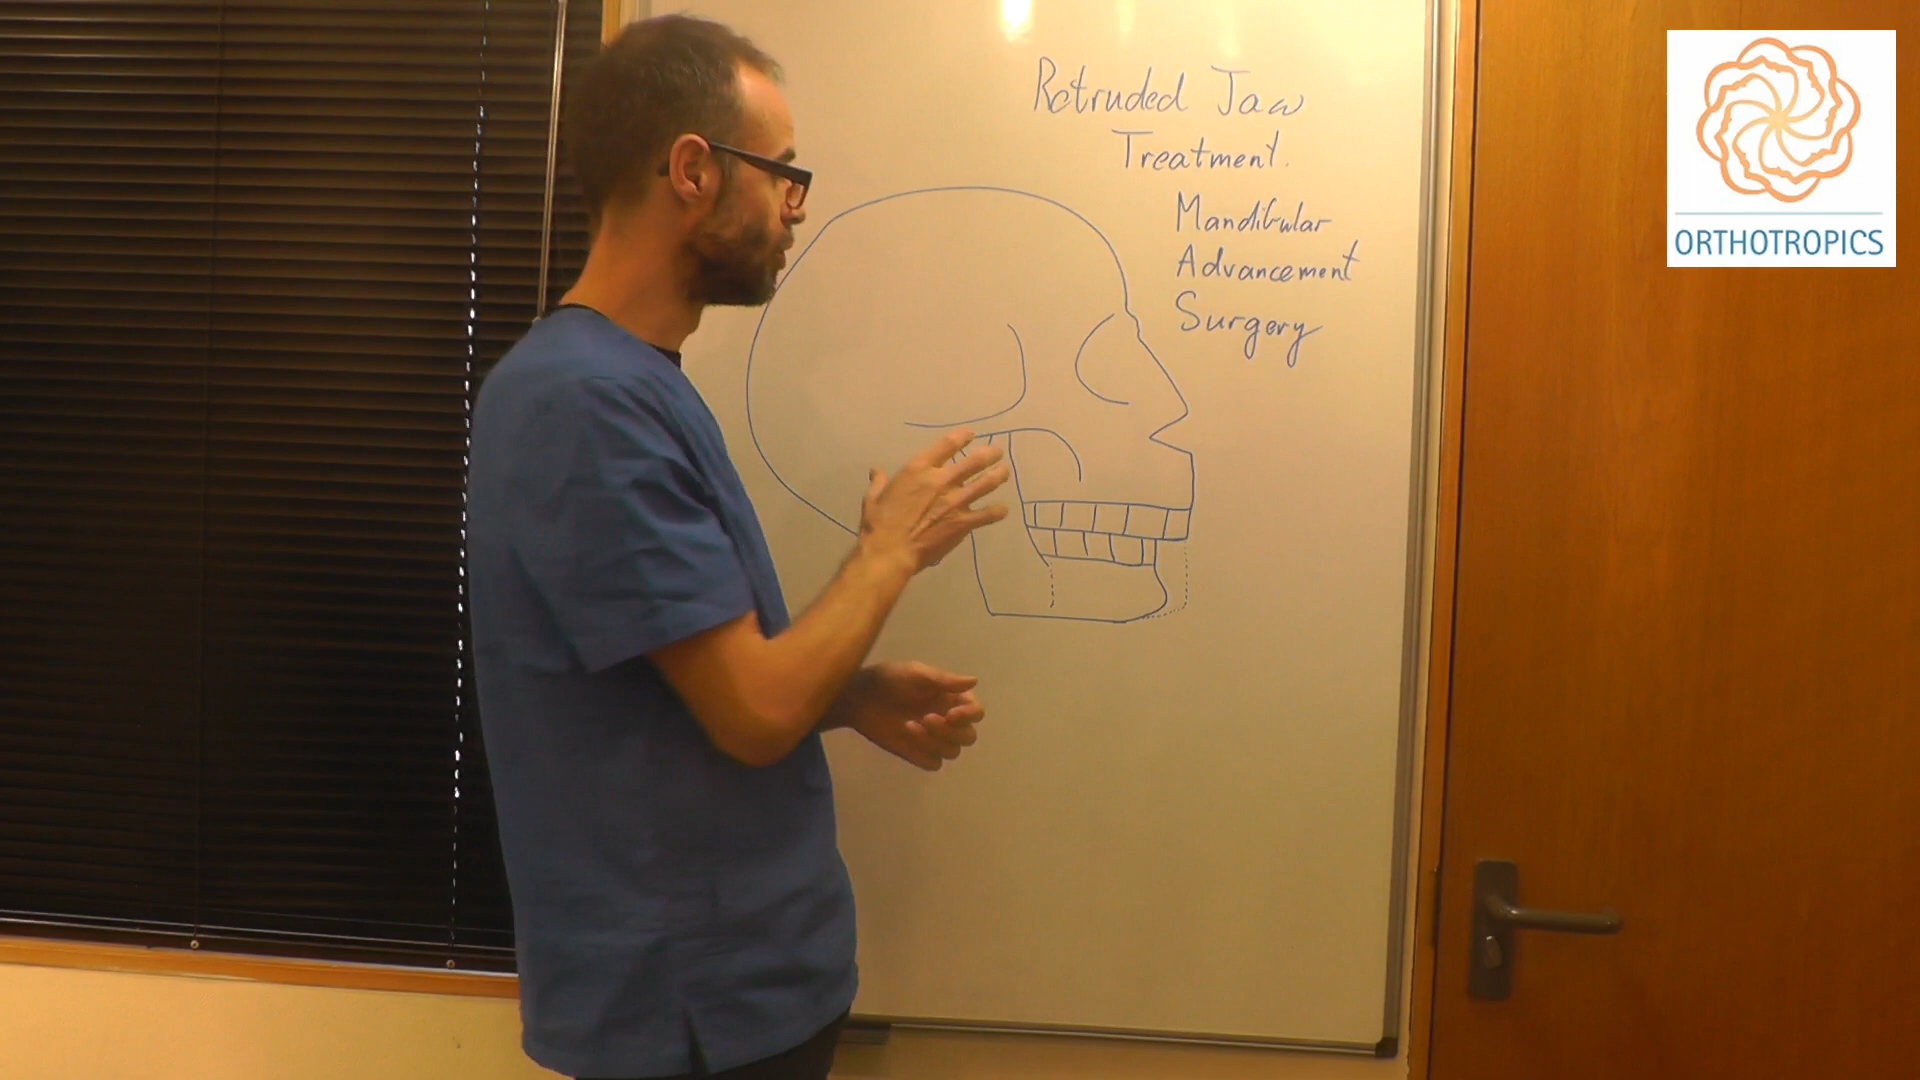 Retruded Jaw
Treatment.
Mandibular
Advancement
Surgery
ORTHOTROPICS